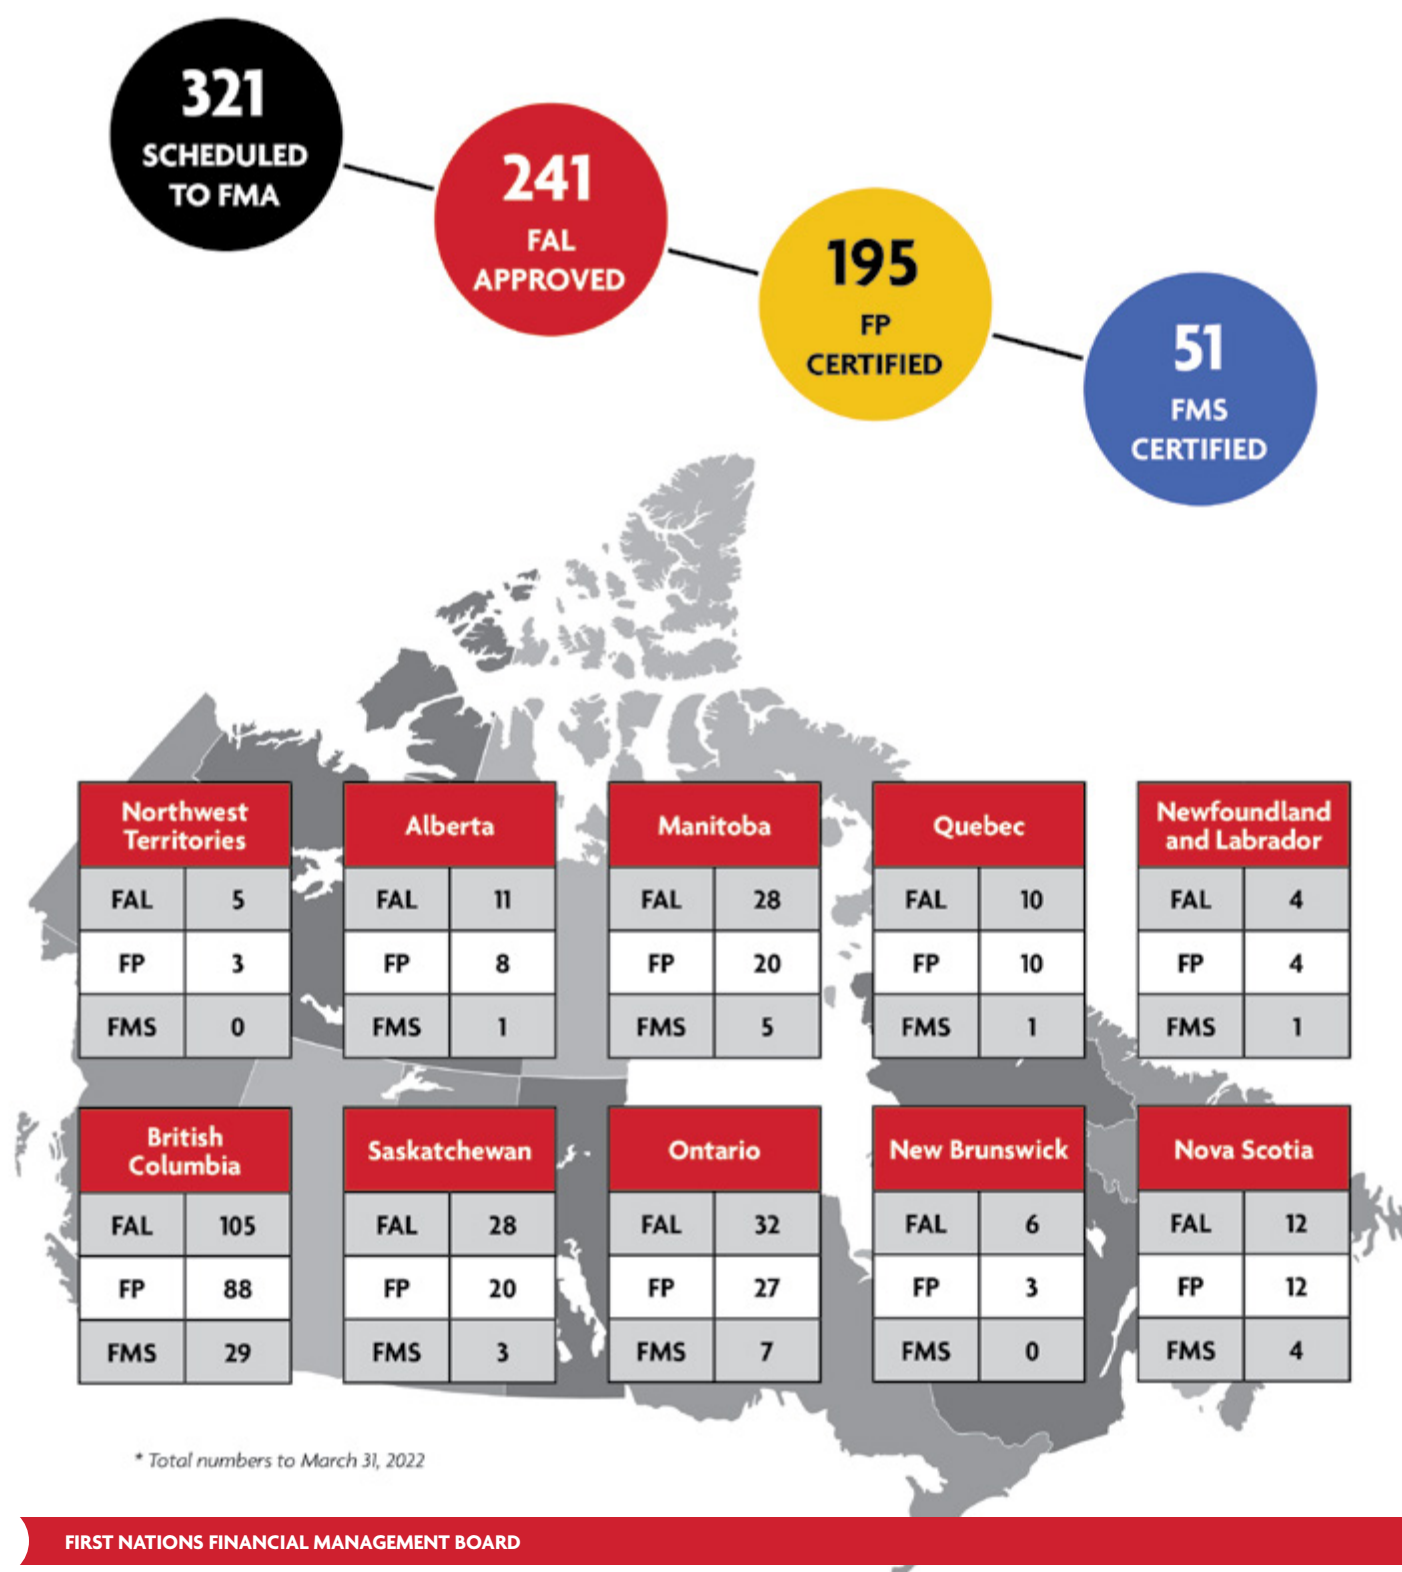 321
SCHEDULED
TO FMA
241
FAL
APPROVED
195
FP
CERTIFIED
51
FMS
CERTIFIED
Northwest
Territories
FAL 5
FP 3
FMS 0
Alberta
FAL 11
FP 8
FMS 1
Manitoba
FAL 28
FP 20
FMS 5
Quebec
FAL 10
FP 10
FMS 1
Newfoundland
and Labrador
FAL 4
FP 4
FMS 1
British
Columbia
FAL 105
FP 88
FMS 29
Saskatchewan
FAL 28
FP 20
FMS 3
Ontario
FAL 32
FP 27
FMS 7
New Brunswick
FAL 6
FP 3
FMS 0
Nova Scotia
FAL 12
FP 12
FMS 4
* Total numbers to March 31, 2022
FIRST NATIONS FINANCIAL MANAGEMENT BOARD